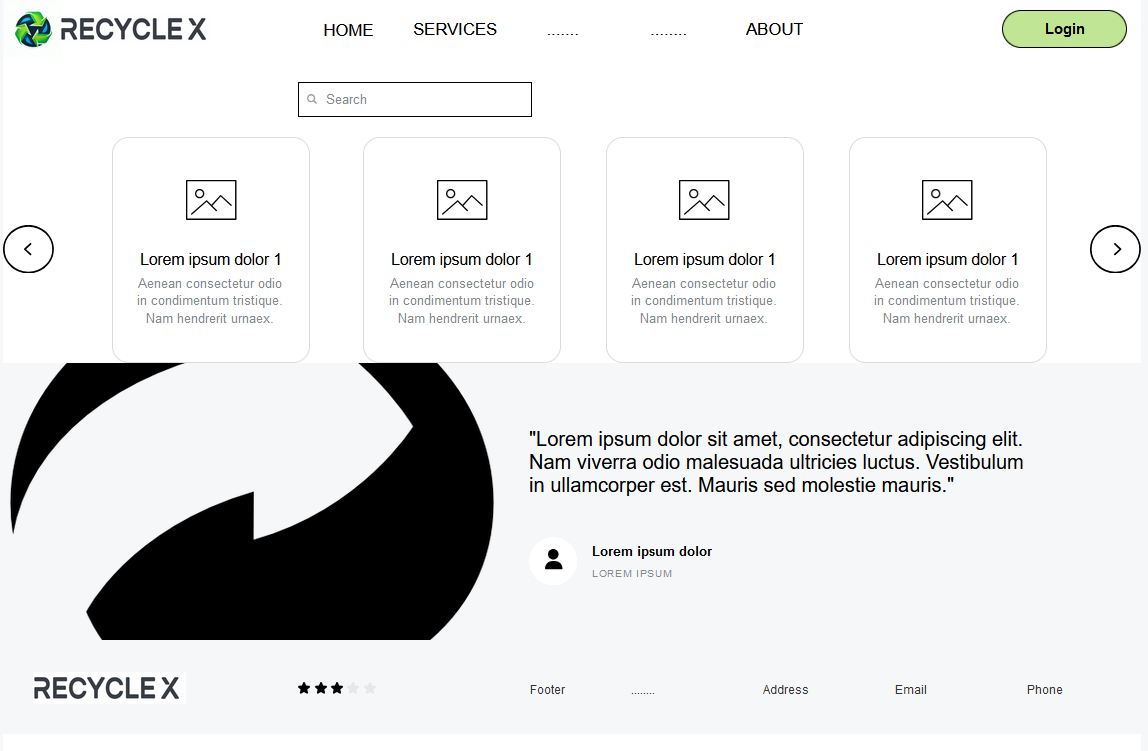 RECYCLE X
HOME SERVICES ....... ........ ABOUT
Login
Search
Lorem ipsum dolor 1
Aenean consectetur odio
in condimentum tristique.
Nam hendrerit urnaex.
Lorem ipsum dolor 1
Aenean consectetur odio
in condimentum tristique.
Nam hendrerit urnaex.
Lorem ipsum dolor 1
Aenean consectetur odio
in condimentum tristique.
Nam hendrerit urnaex.
Lorem ipsum dolor 1
Aenean consectetur odio
in condimentum tristique.
Nam hendrerit urnaex.
"Lorem ipsum dolor sit amet, consectetur adipiscing elit.
Nam viverra odio malesuada ultricies luctus. Vestibulum
in ullamcorper est. Mauris sed molestie mauris."
Lorem ipsum dolor
LOREM IPSUM
RECYCLE X
Footer ........ Address Email Phone